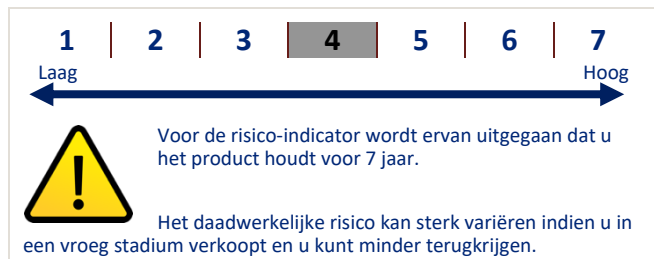 1 2 3 4 5 6 7
Laag Hoog
!
Voor de risico-indicator wordt ervan uitgegaan dat u
het product houdt voor 7 jaar.
Het daadwerkelijke risico kan sterk variëren indien u in
een vroeg stadium verkoopt en u kunt minder terugkrijgen.